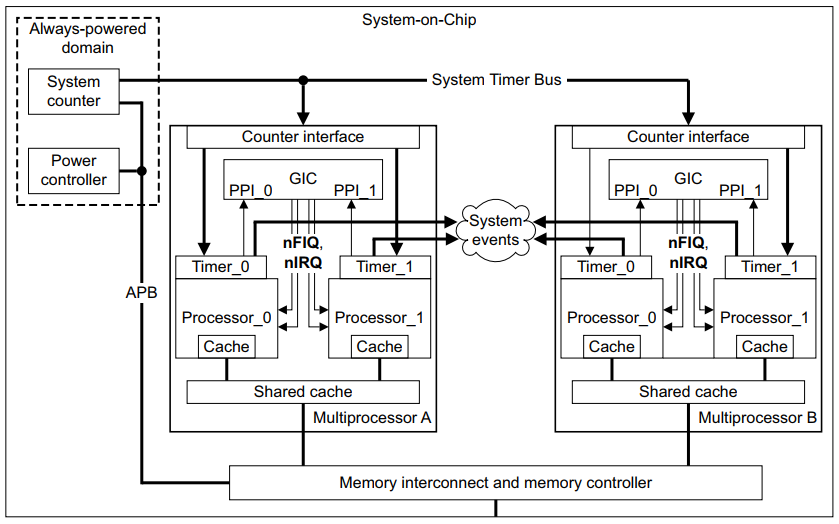 System-on-Chip
Always-powered
domain
System
counter
Power
controller
System Timer Bus
APB
Counter interface
GIC
PPI_0
PPI_1
nFIQ,
nIRQ
Timer_0
Timer_1
Processor_0
Processor_1
Cache
Cache
Shared cache
Multiprocessor A
System
events
Counter interface
GIC
PPI_0
PPI_1
nFIQ,
nIRQ
Timer_0
Timer_1
Processor_0
Processor_1
Cache
Cache
Shared cache
Multiprocessor B
Memory interconnect and memory controller